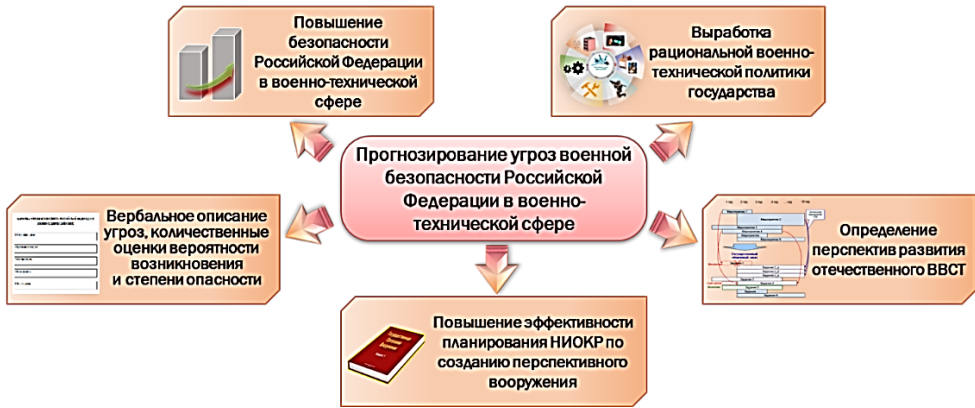 Повышение
безопасности
Российской Федерации
в военно-технической
сфере
Выработка
рациональной военно-
технической политики
государства
Прогнозирование угроз военной
безопасности Российской
Федерации в военно-
технической сфере
Вербальное описание
угроз, количественные
оценки вероятности
возникновения
и степени опасности
Определение
перспектив развития
отечественного ВВСТ
Повышение эффективности
планирования НИОКР по
созданию перспективного
вооружения